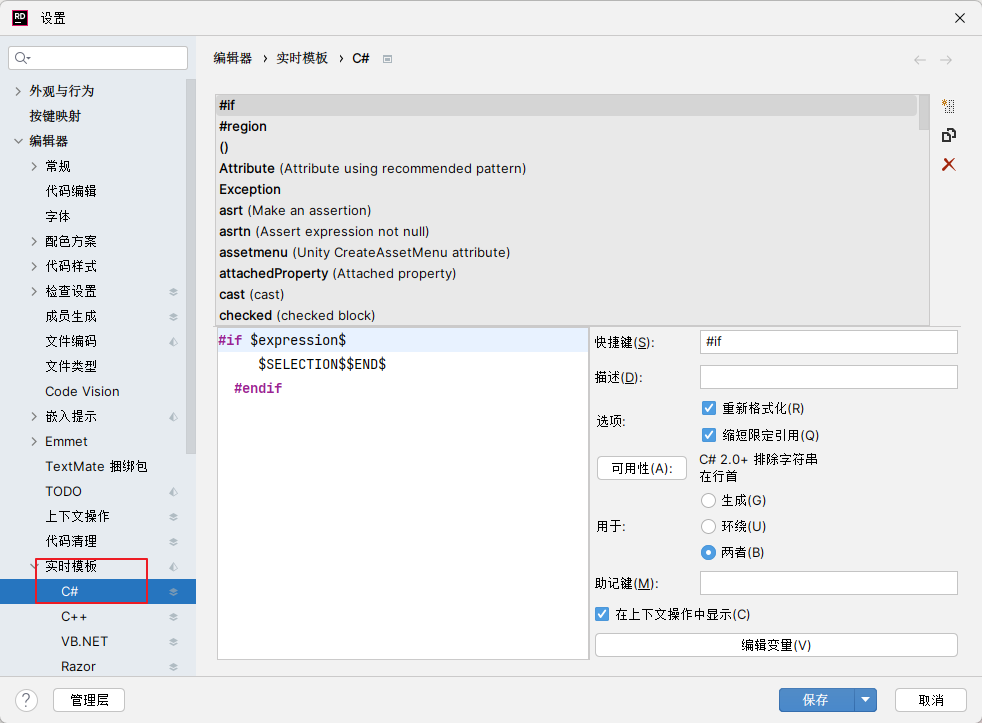 RD 设置
编辑器 › 实时模板 › C#
外观与行为
按键映射
编辑器
常规
代码编辑
字体
配色方案
代码样式
检查设置
成员生成
文件编码
文件类型
Code Vision
嵌入提示
Emmet
TextMate 捆绑包
TODO
上下文操作
代码清理
实时模板
C#
C++
VB.NET
Razor
#if
#region
()
Attribute (Attribute using recommended pattern)
Exception
asrt (Make an assertion)
asrtn (Assert expression not null)
assetmenu (Unity CreateAssetMenu attribute)
attachedProperty (Attached property)
cast (cast)
checked (checked block)
#if $expression$
$SELECTION$$END$
#endif
快捷键(S): #if
描述(D):
选项:
重新格式化(R)
缩短限定引用(Q)
可用性(A):
C# 2.0+ 排除字符串
在行首
用于:
生成(G)
环绕(U)
两者(B)
助记键(M):
在上下文操作中显示(C)
编辑变量(V)
? 管理层 保存 取消